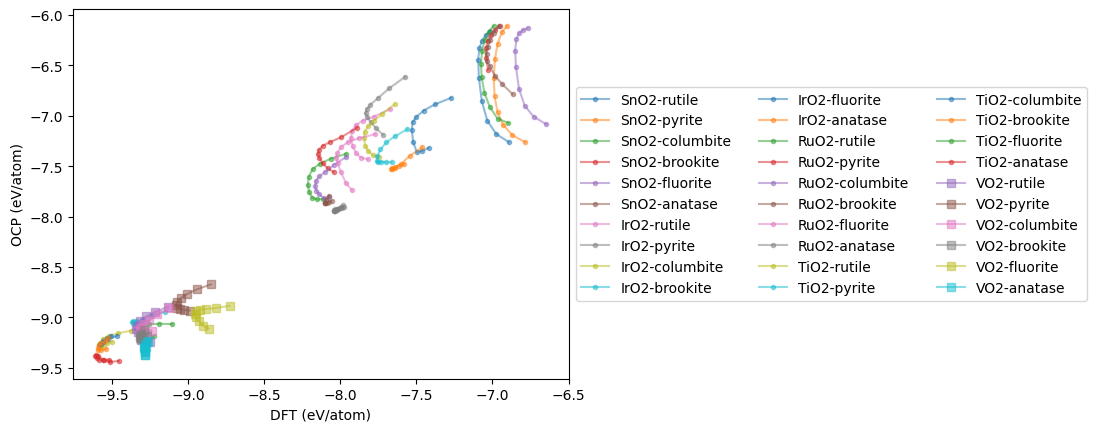 −6.0
−6.5
−7.0
−7.5
−8.0
−8.5
−9.0
−9.5
OCP (eV/atom)
−9.5 −9.0 −8.5 −8.0 −7.5 −7.0 −6.5
DFT (eV/atom)
SnO2-rutile IrO2-fluorite TiO2-columbite
SnO2-pyrite IrO2-anatase TiO2-brookite
SnO2-columbite RuO2-rutile TiO2-fluorite
SnO2-brookite RuO2-pyrite TiO2-anatase
SnO2-fluorite RuO2-columbite VO2-rutile
SnO2-anatase RuO2-brookite VO2-pyrite
IrO2-rutile RuO2-fluorite VO2-columbite
IrO2-pyrite RuO2-anatase VO2-brookite
IrO2-columbite TiO2-rutile VO2-fluorite
IrO2-brookite TiO2-pyrite VO2-anatase